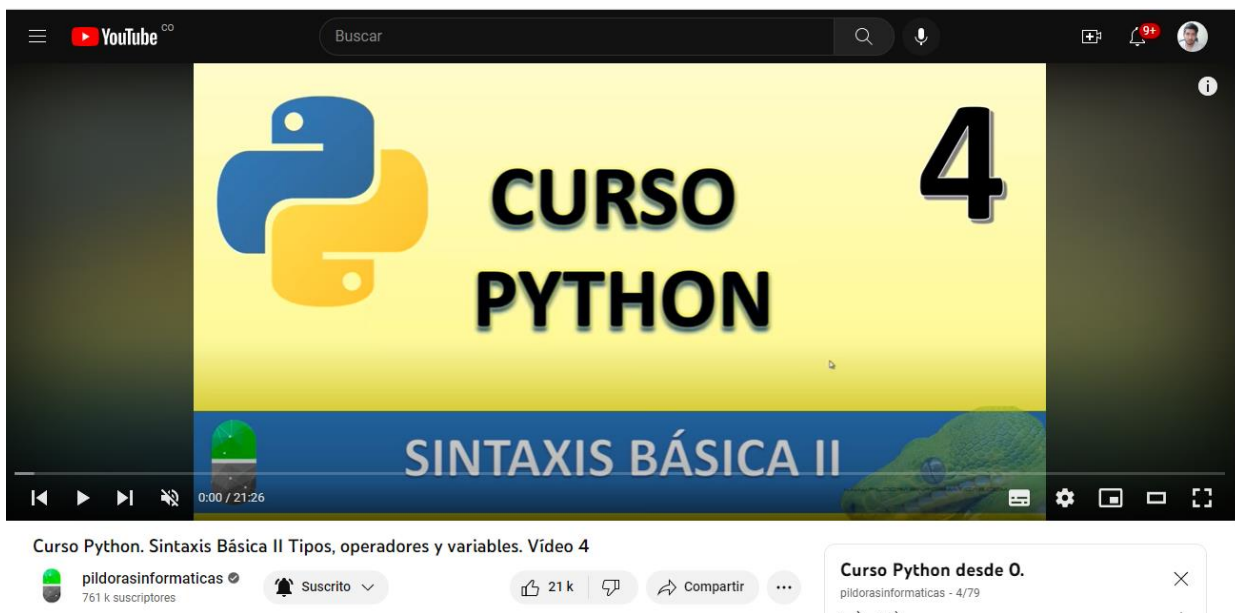 YouTube CO
Buscar
9+
4
CURSO
PYTHON
SINTAXIS BÁSICA II
0:00 / 21:26
Curso Python. Sintaxis Básica II Tipos, operadores y variables. Vídeo 4
pildorasinformaticas
761 k suscriptores
Suscrito
21 k
Compartir
Curso Python desde 0.
pildorasinformaticas - 4/79